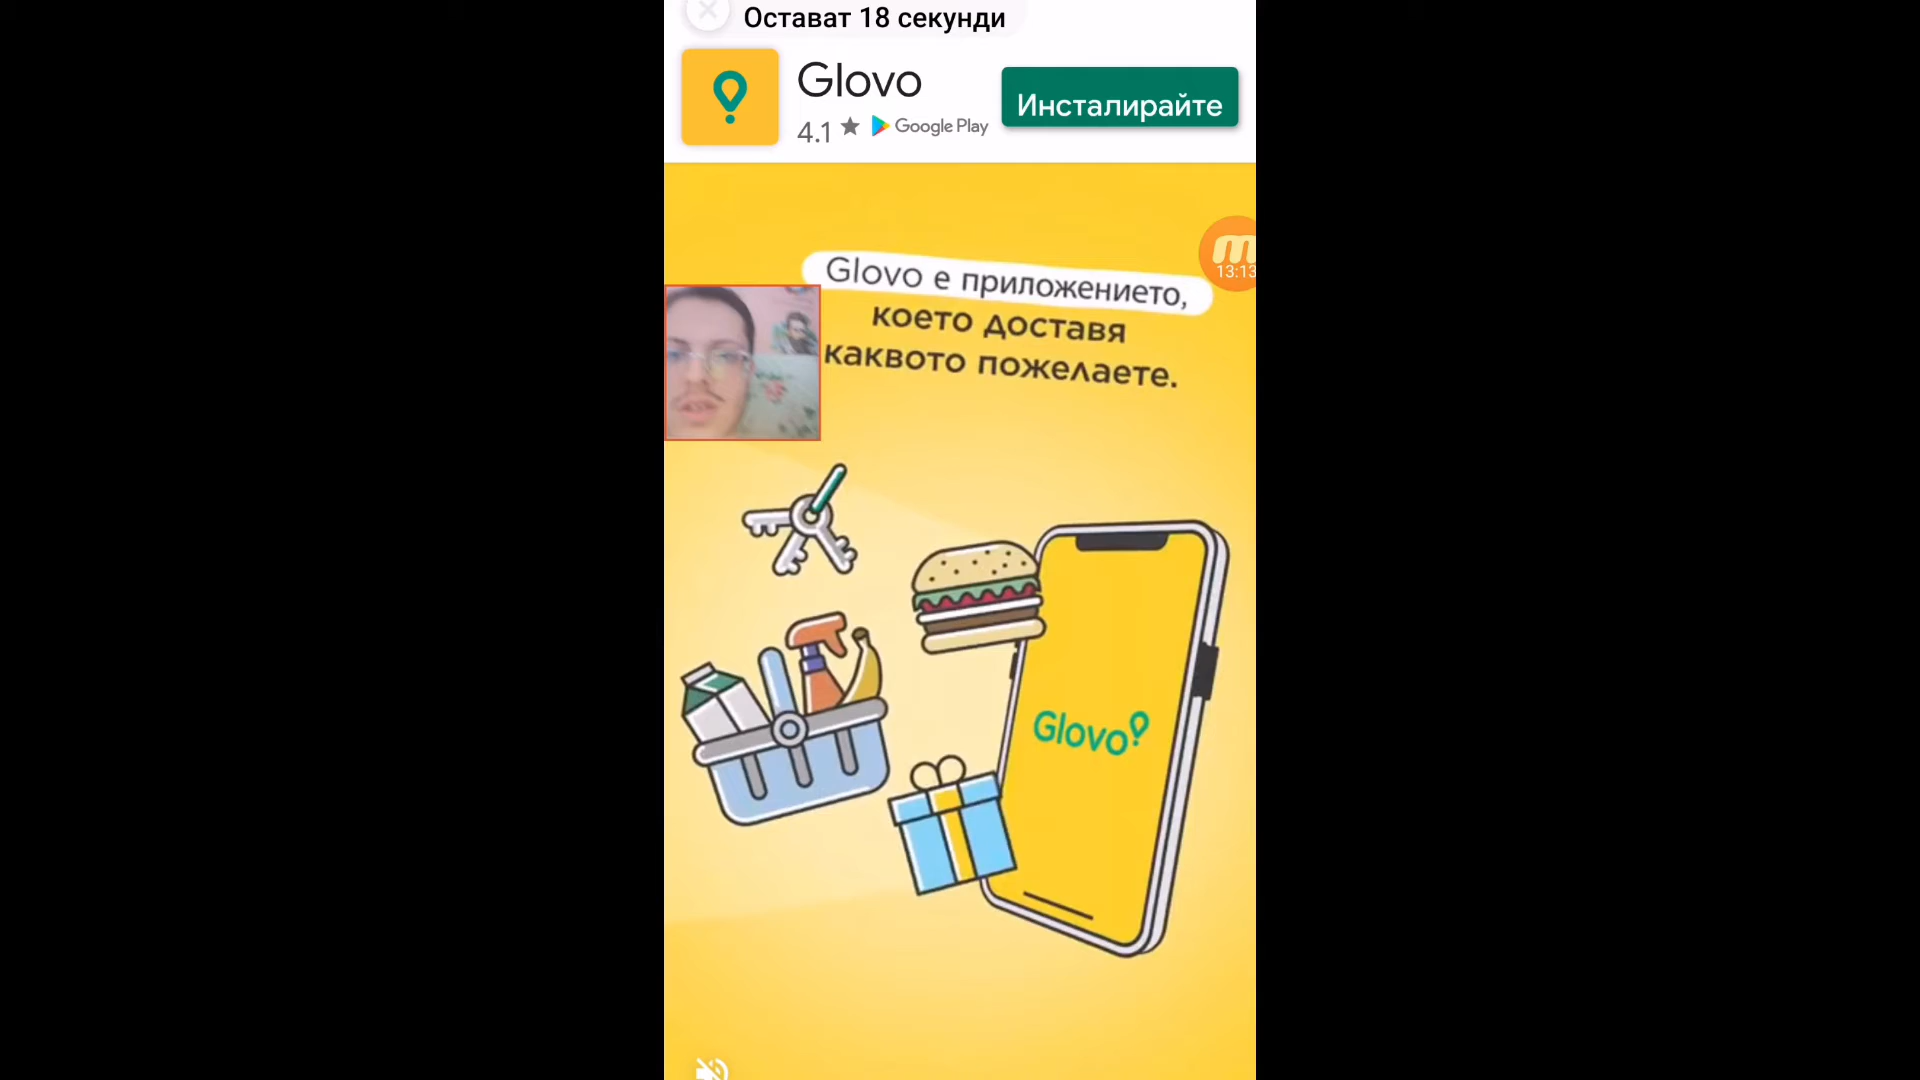 Остават 18 секунди
Glovo
4.1 Google Play
Инсталирайте
13:13
Glovo е приложението,
което доставя
каквото пожелаете.
Glovo